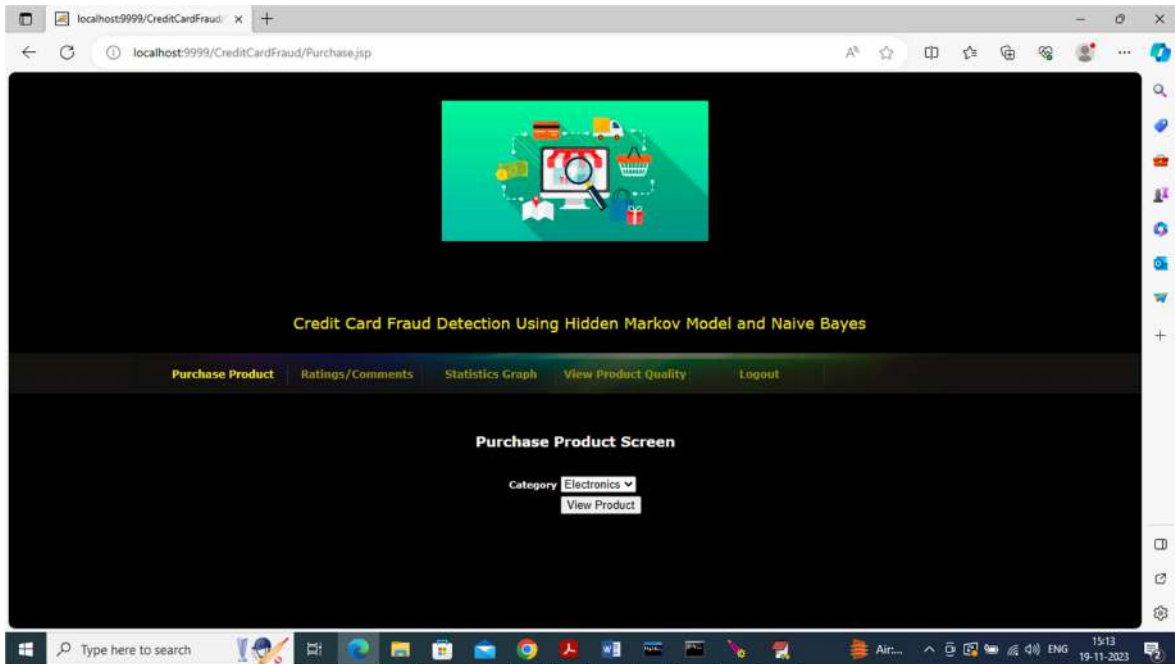 localhost:9999/CreditCardFraud/
localhost:9999/CreditCardFraud/Purchase.jsp
Credit Card Fraud Detection Using Hidden Markov Model and Naive Bayes
Purchase Product Ratings/Comments Statistics Graph View Product Quality Logout
Purchase Product Screen
Category Electronics
View Product
Type here to search
Air...
ENG
15:13
19-11-2023